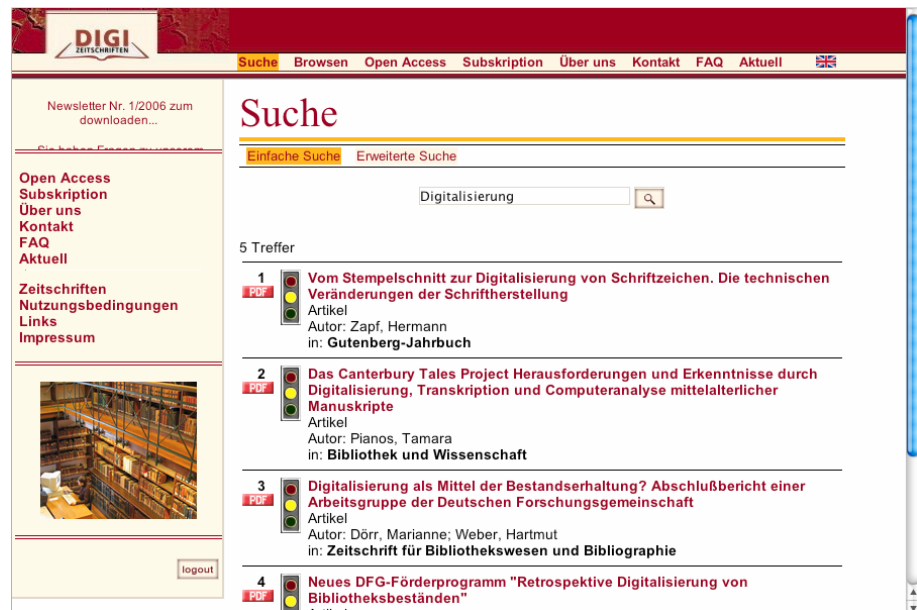 DIGI
ZEITSCHRIFTEN
Suche Browsen Open Access Subskription Über uns Kontakt FAQ Aktuell
Newsletter Nr. 1/2006 zum
downloaden...
Sie haben Fragen zu unserem
Open Access
Subskription
Über uns
Kontakt
FAQ
Aktuell
Zeitschriften
Nutzungsbedingungen
Links
Impressum
logout
Suche
Einfache Suche Erweiterte Suche
Digitalisierung
5 Treffer
1
PDF
Vom Stempelschnitt zur Digitalisierung von Schriftzeichen. Die technischen
Veränderungen der Schriftherstellung
Artikel
Autor: Zapf, Hermann
in: Gutenberg-Jahrbuch
2
PDF
Das Canterbury Tales Project Herausforderungen und Erkenntnisse durch
Digitalisierung, Transkription und Computeranalyse mittelalterlicher
Manuskripte
Artikel
Autor: Pianos, Tamara
in: Bibliothek und Wissenschaft
3
PDF
Digitalisierung als Mittel der Bestandserhaltung? Abschlußbericht einer
Arbeitsgruppe der Deutschen Forschungsgemeinschaft
Artikel
Autor: Dörr, Marianne; Weber, Hartmut
in: Zeitschrift für Bibliothekswesen und Bibliographie
4
PDF
Neues DFG-Förderprogramm "Retrospektive Digitalisierung von
Bibliotheksbeständen"
Artikel